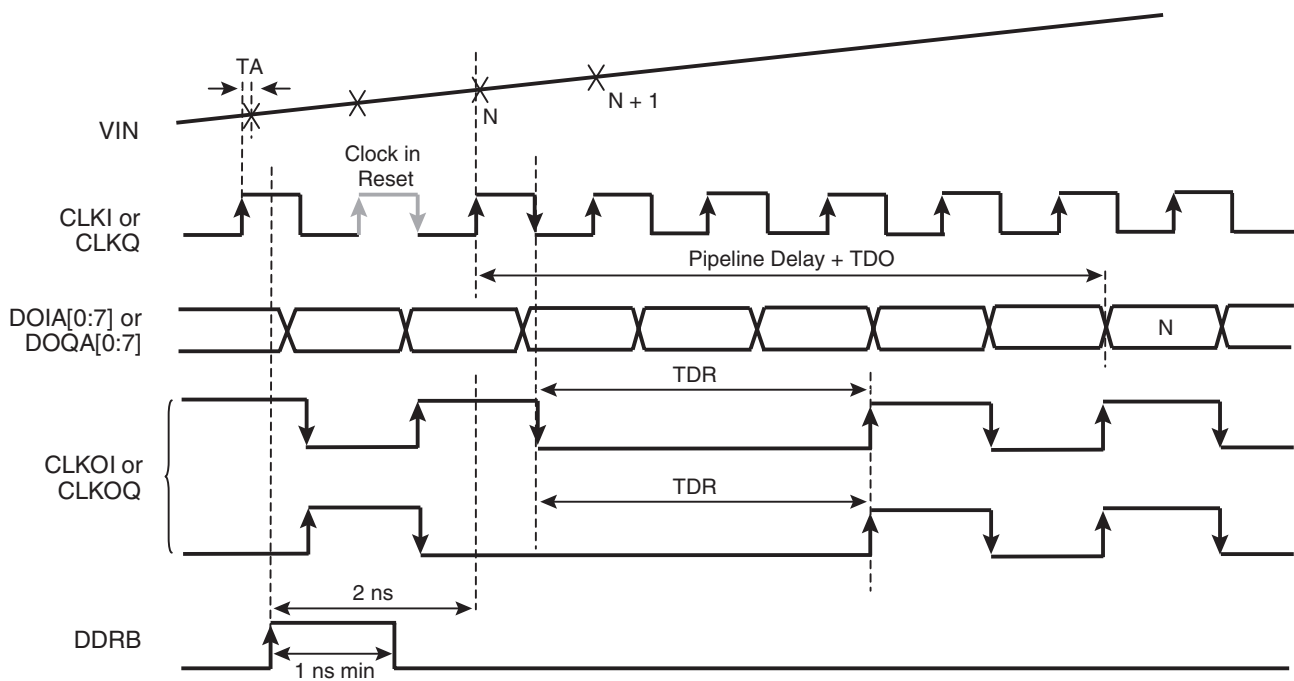 TA
VIN
N
N + 1
Clock in
Reset
CLKI or
CLKQ
Pipeline Delay + TDO
DOIA[0:7] or
DOQA[0:7]
N
TDR
CLKOI or
CLKOQ
TDR
2 ns
DDRB
1 ns min